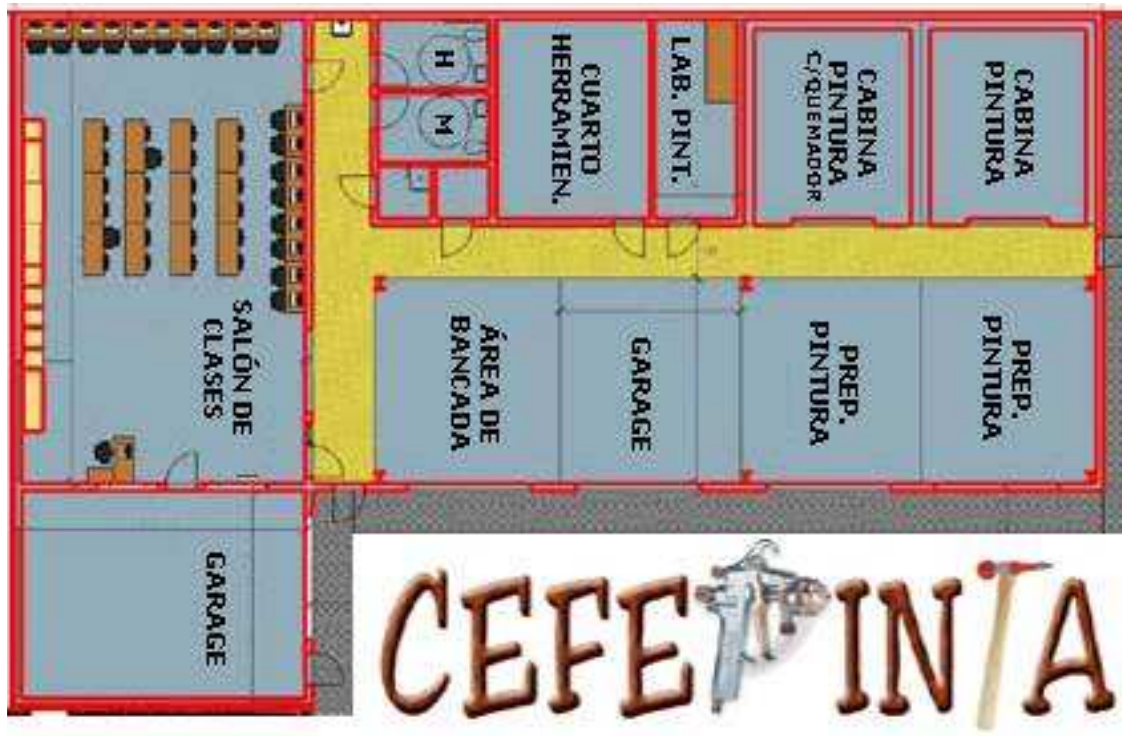 H
M
CUARTO
HERRAMIEN.
LAB. PINT.
CABINA
PINTURA
C/QUEMADOR
CABINA
PINTURA
SALÓN DE
CLASES
ÁREA DE
BANCADA
GARAGE
PREP.
PINTURA
PREP.
PINTURA
GARAGE
CEFEPINTA